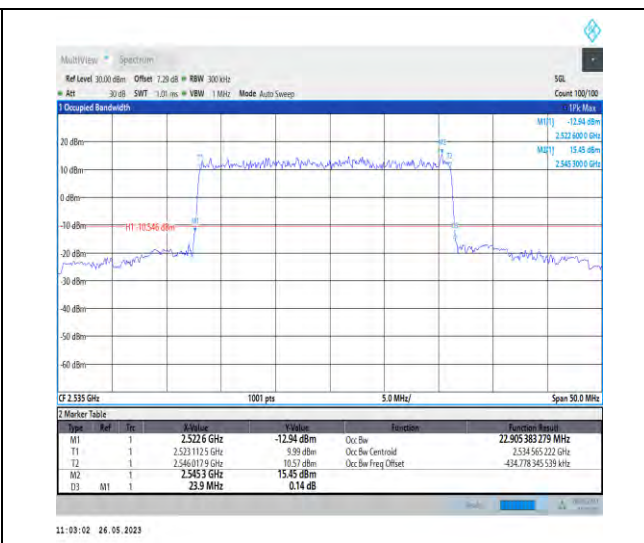 MultiView Spectrum
Ref Level 30.00 dBm Offset 7.29 dB RBW 300 kHz SGL
Att 30 dB SWT 1.01 ms VBW 1 MHz Mode Auto Sweep Count 100/100
1 Occupied Bandwidth 1Pk Max
M1[1] -12.94 dBm
2.522 600 0 GHz
M2[1] 15.45 dBm
2.545 300 0 GHz
20 dBm
10 dBm
0 dBm
-10 dBm
H1 -10.546 dBm
-20 dBm
-30 dBm
-40 dBm
-50 dBm
-60 dBm
M2
T1
T2
M1
CF 2.535 GHz 1001 pts 5.0 MHz/ Span 50.0 MHz
2 Marker Table
Type Ref Trc X-Value Y-Value Function Function Result
M1 1 2.522 6 GHz -12.94 dBm Occ Bw 22.905 383 279 MHz
T1 1 2.523 112 5 GHz 9.99 dBm Occ Bw Centroid 2.534 565 222 GHz
T2 1 2.546 017 9 GHz 10.57 dBm Occ Bw Freq Offset -434.778 345 539 kHz
M2 1 2.545 3 GHz 15.45 dBm
D3 M1 1 23.9 MHz 0.14 dB
11:03:02 26.05.2023